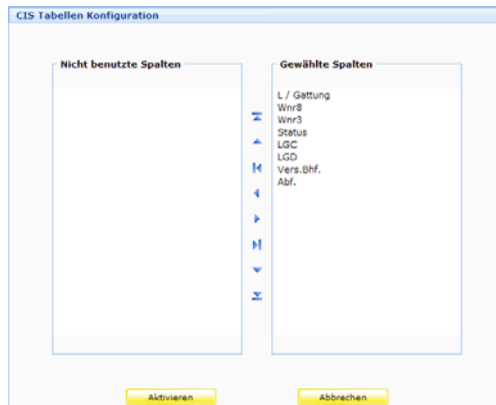 CIS Tabellen Konfiguration
Nicht benutzte Spalten
Gewählte Spalten
L / Gattung
Wnr8
Wnr3
Status
LGC
LGD
Vers.Bhf.
Abf.
Aktivieren
Abbrechen